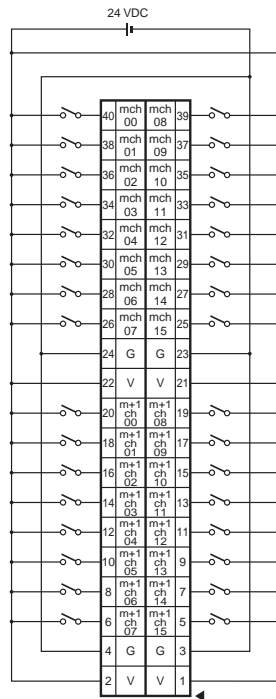 24 VDC
40 mch 00 mch 08 39
38 mch 01 mch 09 37
36 mch 02 mch 10 35
34 mch 03 mch 11 33
32 mch 04 mch 12 31
30 mch 05 mch 13 29
28 mch 06 mch 14 27
26 mch 07 mch 15 25
24 G G 23
22 V V 21
20 m+1 ch 00 m+1 ch 08 19
18 m+1 ch 01 m+1 ch 09 17
16 m+1 ch 02 m+1 ch 10 15
14 m+1 ch 03 m+1 ch 11 13
12 m+1 ch 04 m+1 ch 12 11
10 m+1 ch 05 m+1 ch 13 9
8 m+1 ch 06 m+1 ch 14 7
6 m+1 ch 07 m+1 ch 15 5
4 G G 3
2 V V 1